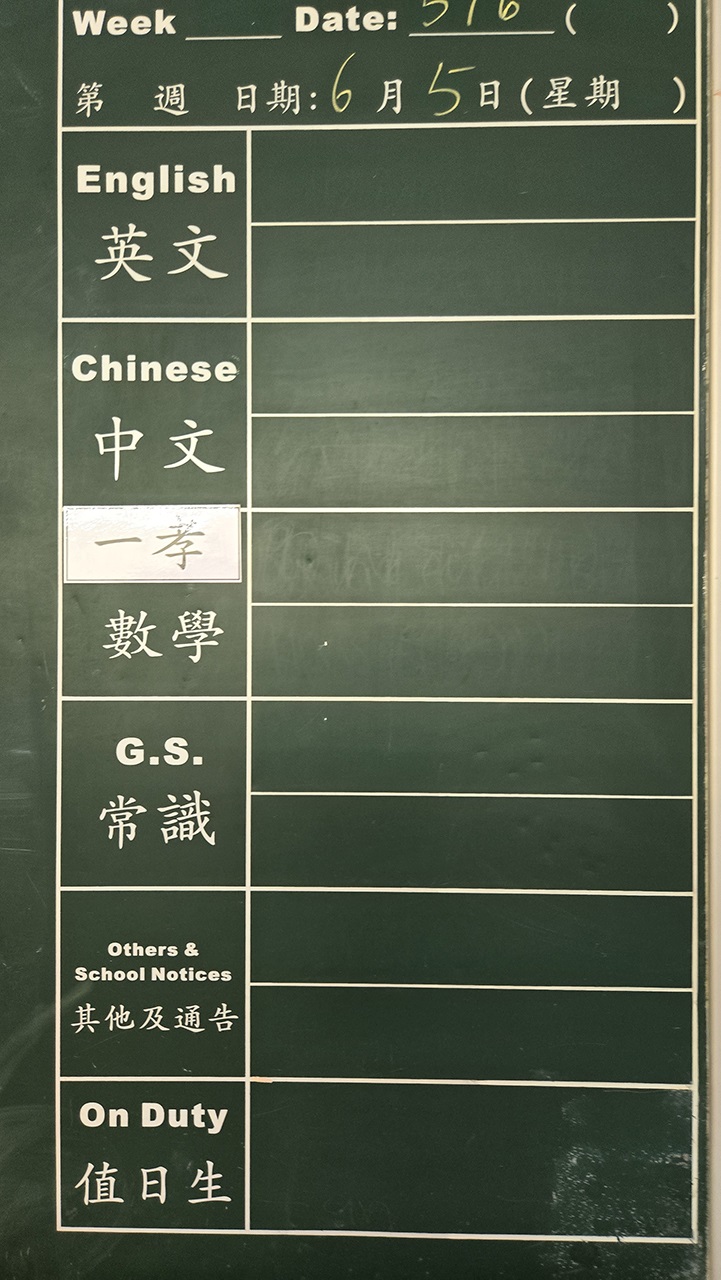 Week ____ Date: 5/6 ( )
第 週 日期: 6 月 5 日 (星期 )
English
英文
Chinese
中文
一孝
數學
G.S.
常識
Others &
School Notices
其他及通告
On Duty
值日生